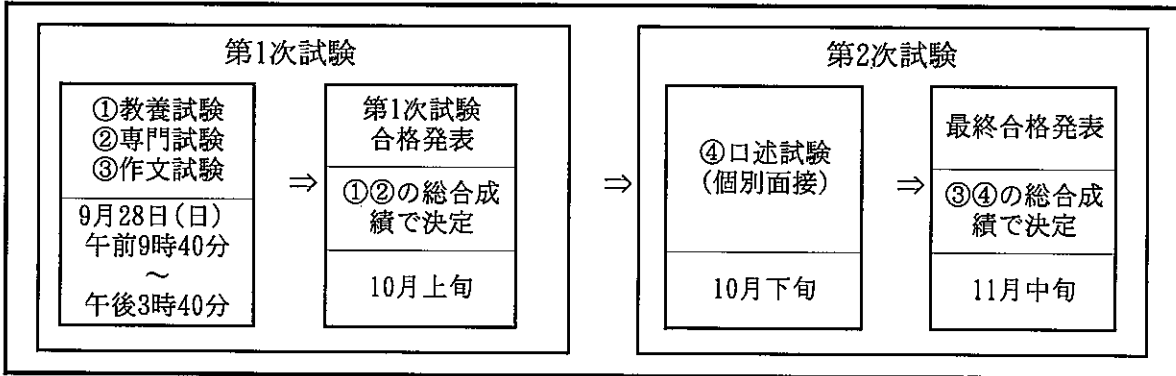 第1次試験
①教養試験
②専門試験
③作文試験
9月28日(日)
午前9時40分
～
午後3時40分
⇒
第1次試験
合格発表
①②の総合成
績で決定
10月上旬
⇒
第2次試験
④口述試験
(個別面接)
10月下旬
⇒
最終合格発表
③④の総合成
績で決定
11月中旬